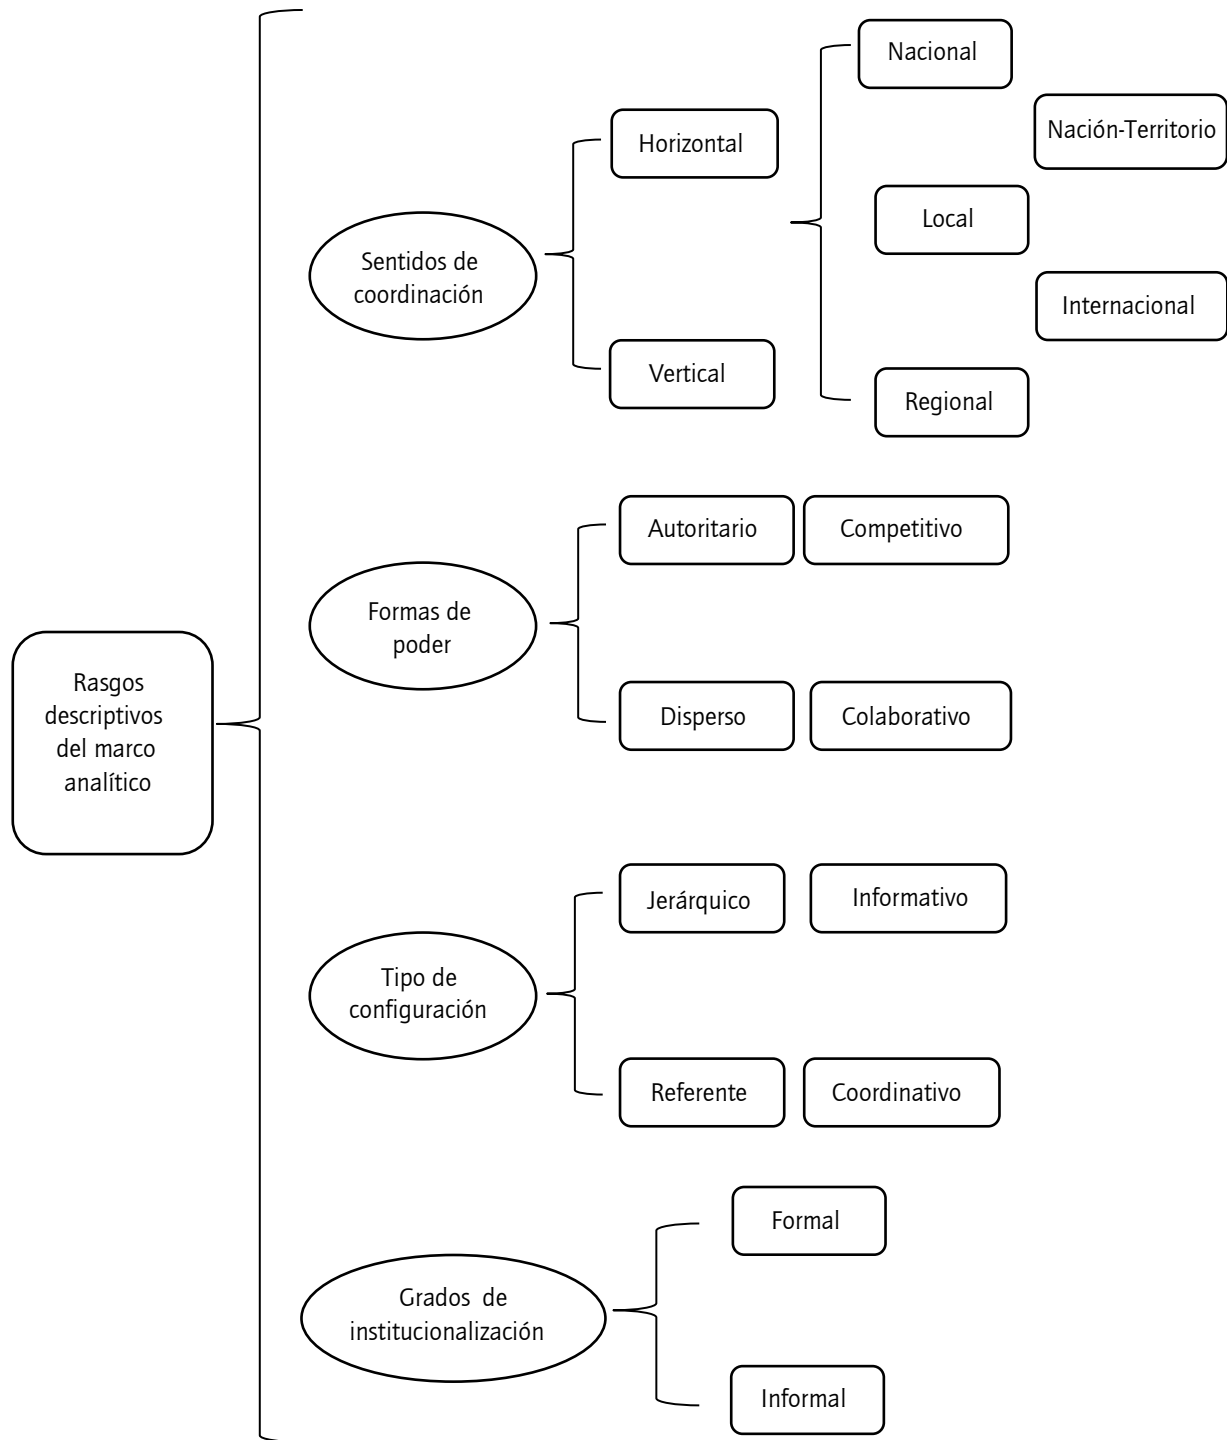 Rasgos
descriptivos
del marco
analítico
Sentidos de
coordinación
Horizontal
Vertical
Nacional
Nación-Territorio
Local
Internacional
Regional
Formas de
poder
Autoritario
Competitivo
Disperso
Colaborativo
Tipo de
configuración
Jerárquico
Informativo
Referente
Coordinativo
Grados de
institucionalización
Formal
Informal